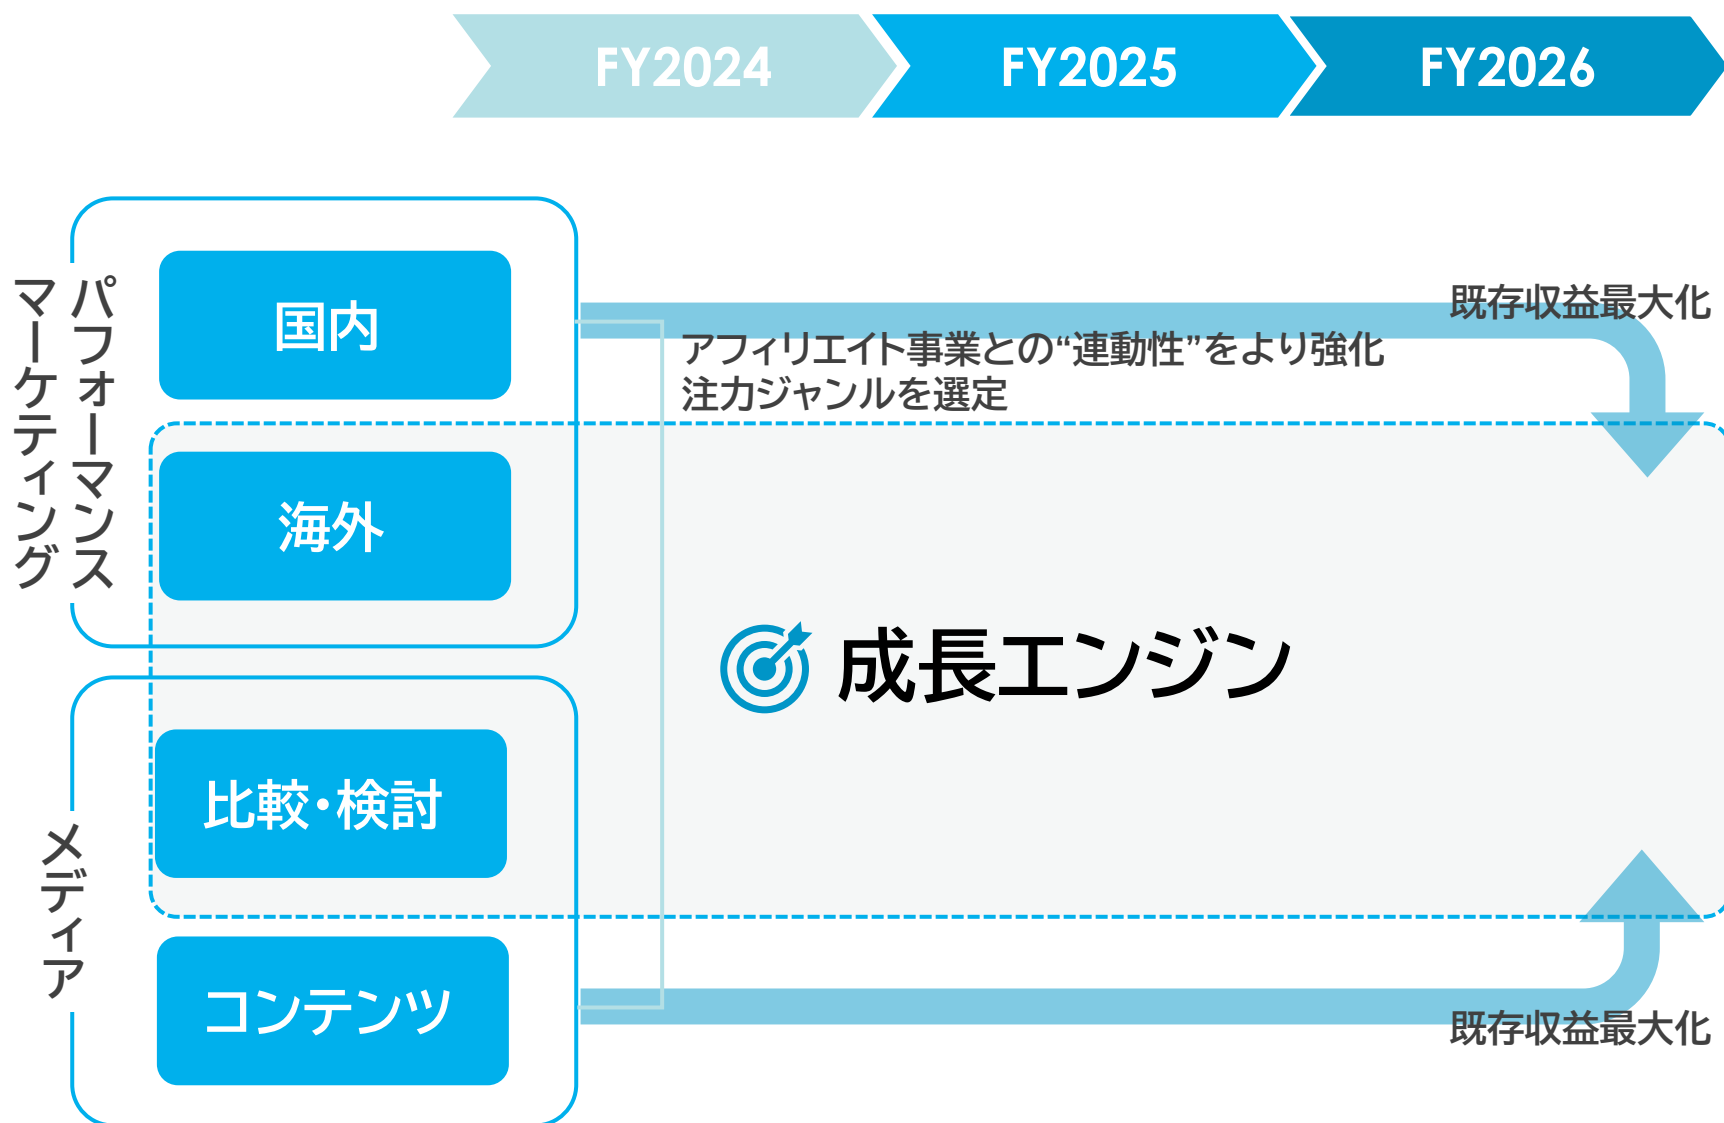 FY2024
FY2025
FY2026
パフォーマンス
マーケティング
国内
既存収益最大化
アフィリエイト事業との“連動性”をより強化
注力ジャンルを選定
海外
成長エンジン
メディア
比較・検討
コンテンツ
既存収益最大化